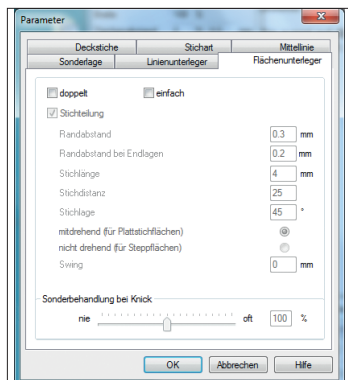 Parameter
Deckstiche Stichart Mittellinie
Sonderlage Linienunterleger Flächenunterleger
doppelt einfach
Stichteilung
Randabstand 0.3 mm
Randabstand bei Endlagen 0.2 mm
Stichlänge 4 mm
Stichdistanz 25
Stichlage 45 °
mitdrehend (für Plattstichflächen)
nicht drehend (für Steppflächen)
Swing 0 mm
Sonderbehandlung bei Knick
nie oft 100 %
OK Abbrechen Hilfe